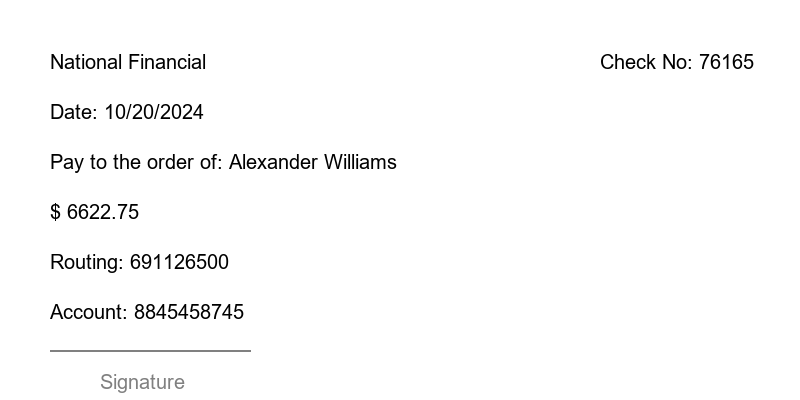 National Financial
Check No: 76165
Date: 10/20/2024
Pay to the order of: Alexander Williams
$ 6622.75
Routing: 691126500
Account: 8845458745
Signature